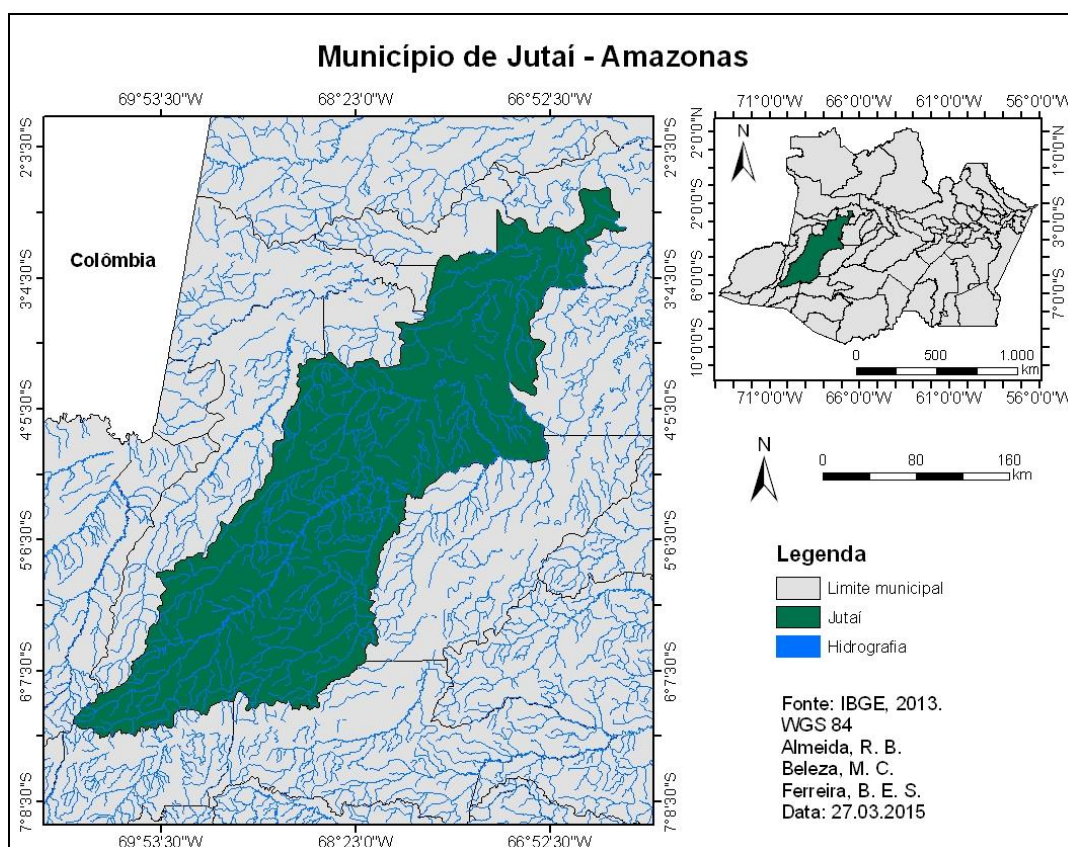 Município de Jutaí - Amazonas
69°53'30"W 68°23'0"W 66°52'30"W
2°3'30"S 2°3'30"S
3°4'30"S 3°4'30"S
4°5'30"S 4°5'30"S
5°6'30"S 5°6'30"S
6°7'30"S 6°7'30"S
7°8'30"S 7°8'30"S
Colômbia
69°53'30"W 68°23'0"W 66°52'30"W
71°0'0"W 66°0'0"W 61°0'0"W 56°0'0"W
N
2°0'0"N
2°0'0"S
6°0'0"S
10°0'0"S
1°0'0"N
3°0'0"S
7°0'0"S
0 500 1.000
km
71°0'0"W 66°0'0"W 61°0'0"W 56°0'0"W
N
0 80 160
km
Legenda
Limite municipal
Jutaí
Hidrografia
Fonte: IBGE, 2013.
WGS 84
Almeida, R. B.
Beleza, M. C.
Ferreira, B. E. S.
Data: 27.03.2015